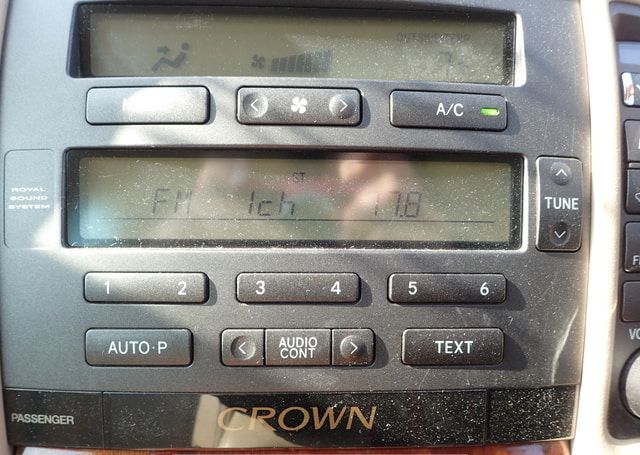 A/C
ST
FM 1ch 77.8
ROYAL
SOUND
SYSTEM
TUNE
1 2 3 4 5 6
AUTO·P AUDIO CONT TEXT
PASSENGER CROWN